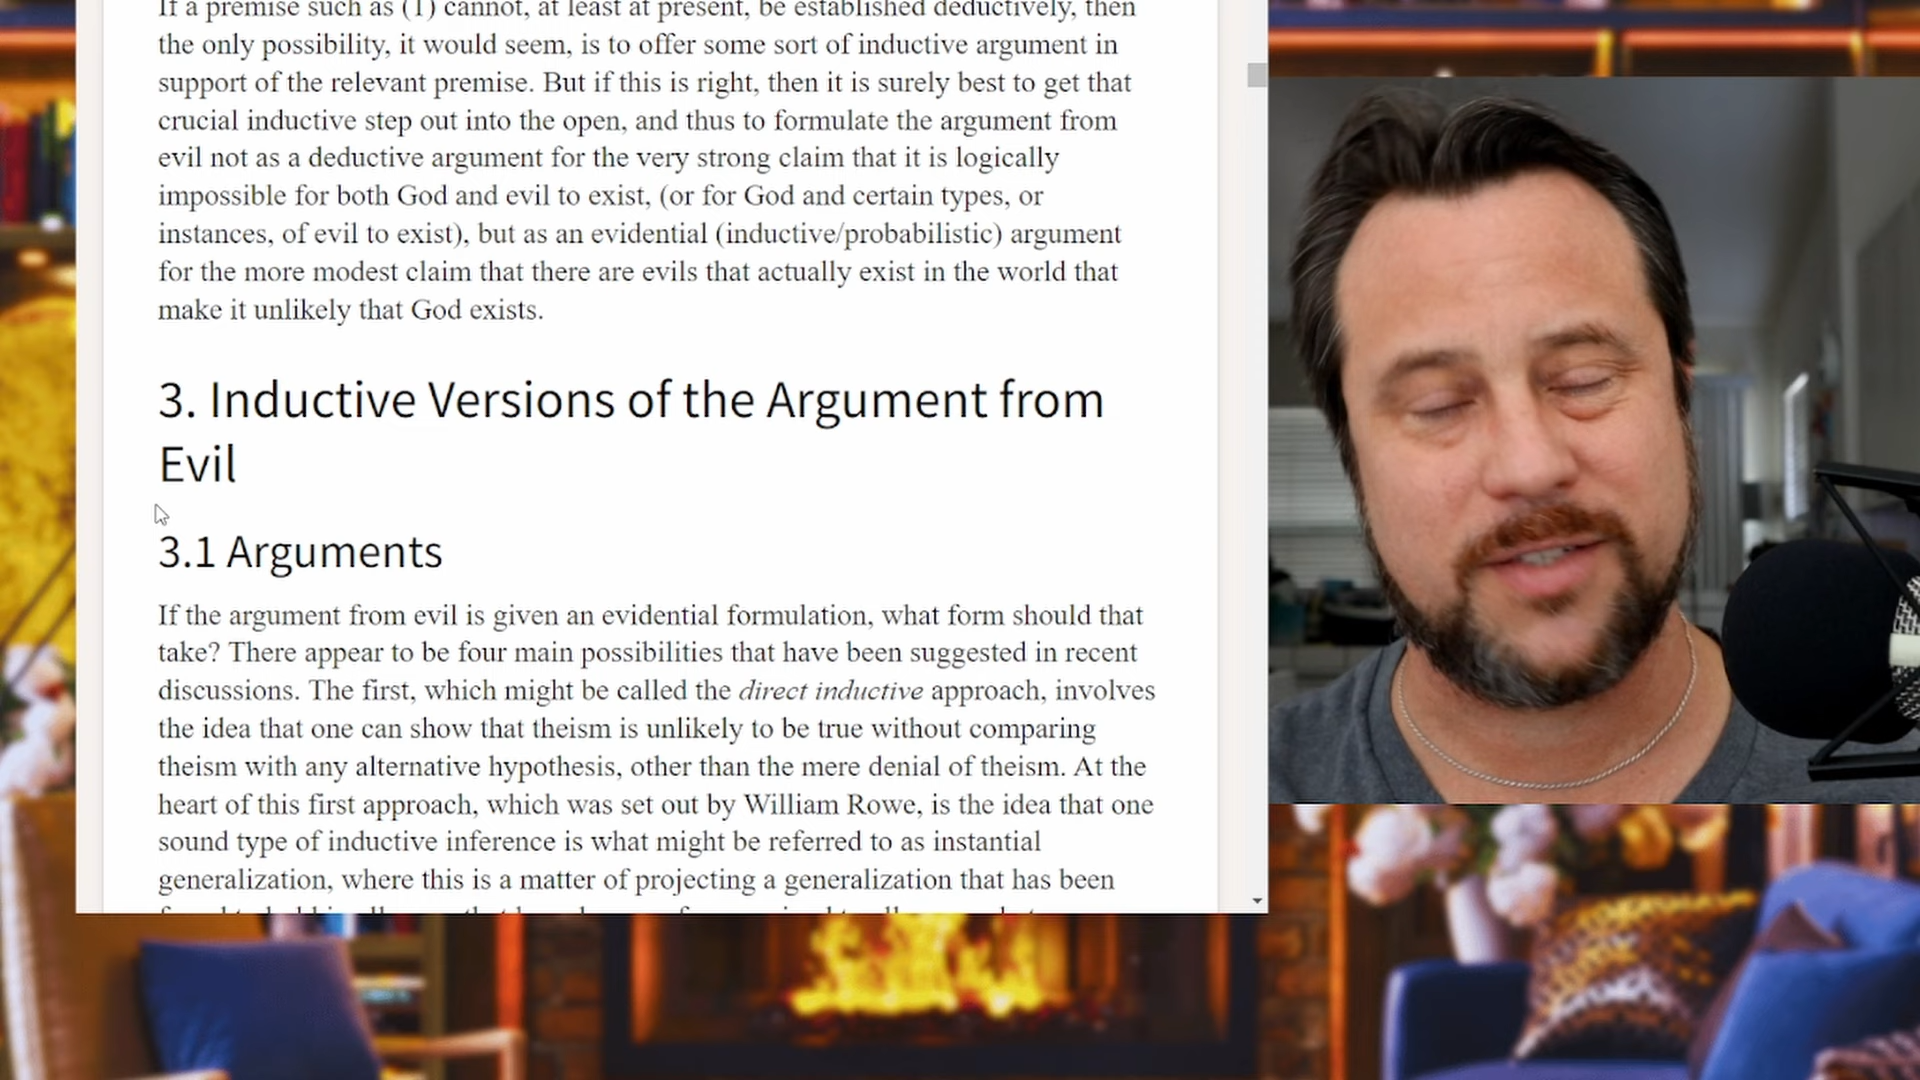 If a premise such as (1) cannot, at least at present, be established deductively, then
the only possibility, it would seem, is to offer some sort of inductive argument in
support of the relevant premise. But if this is right, then it is surely best to get that
crucial inductive step out into the open, and thus to formulate the argument from
evil not as a deductive argument for the very strong claim that it is logically
impossible for both God and evil to exist, (or for God and certain types, or
instances, of evil to exist), but as an evidential (inductive/probabilistic) argument
for the more modest claim that there are evils that actually exist in the world that
make it unlikely that God exists.
3. Inductive Versions of the Argument from
Evil
3.1 Arguments
If the argument from evil is given an evidential formulation, what form should that
take? There appear to be four main possibilities that have been suggested in recent
discussions. The first, which might be called the direct inductive approach, involves
the idea that one can show that theism is unlikely to be true without comparing
theism with any alternative hypothesis, other than the mere denial of theism. At the
heart of this first approach, which was set out by William Rowe, is the idea that one
sound type of inductive inference is what might be referred to as instantial
generalization, where this is a matter of projecting a generalization that has been